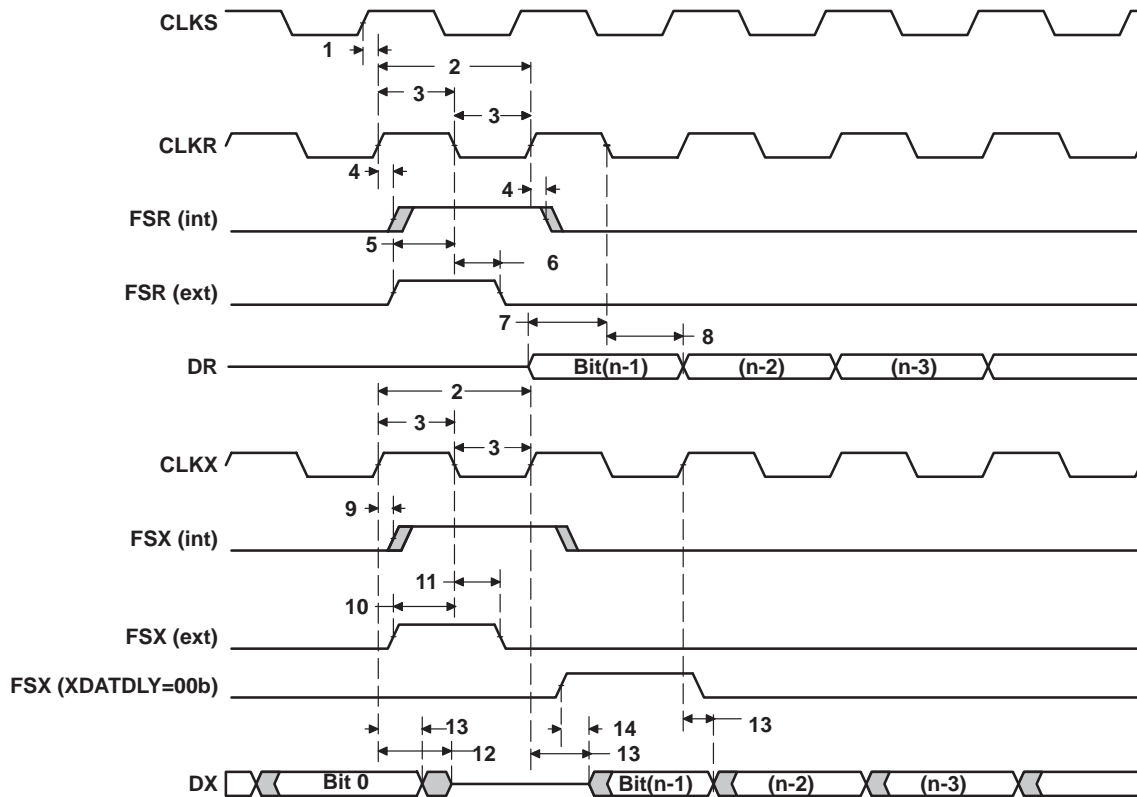 CLKS
1
2
3
3
CLKR
4
4
FSR (int)
5
6
FSR (ext)
7
8
DR
Bit(n-1)
(n-2)
(n-3)
2
3
3
CLKX
9
FSX (int)
11
10
FSX (ext)
FSX (XDATDLY=00b)
13
14
13
12
13
DX
Bit 0
Bit(n-1)
(n-2)
(n-3)